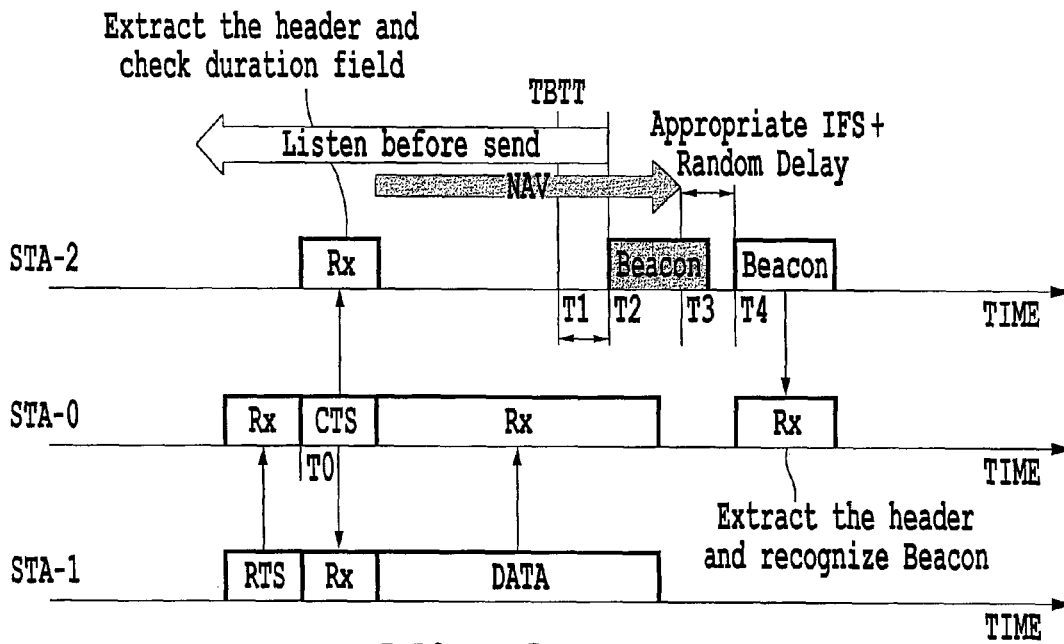 Extract the header and
check duration field
TBTT
Appropriate IFS+
Random Delay
Listen before send
NAV
STA-2
Rx
Beacon
Beacon
T1
T2
T3
T4
TIME
STA-0
Rx
CTS
Rx
Rx
T0
TIME
Extract the header
and recognize Beacon
STA-1
RTS
Rx
DATA
TIME